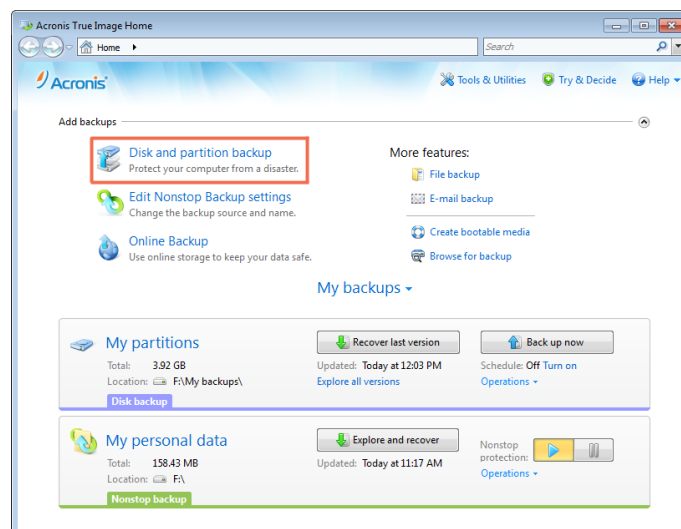 Acronis True Image Home
Home
Search
Acronis
Tools & Utilities
Try & Decide
Help
Add backups
Disk and partition backup
Protect your computer from a disaster.
Edit Nonstop Backup settings
Change the backup source and name.
Online Backup
Use online storage to keep your data safe.
More features:
File backup
E-mail backup
Create bootable media
Browse for backup
My backups
My partitions
Total: 3.92 GB
Location: F:\My backups\
Disk backup
Recover last version
Updated: Today at 12:03 PM
Explore all versions
Back up now
Schedule: Off Turn on
Operations
My personal data
Total: 158.43 MB
Location: F:\
Nonstop backup
Explore and recover
Updated: Today at 11:17 AM
Nonstop
protection:
Operations